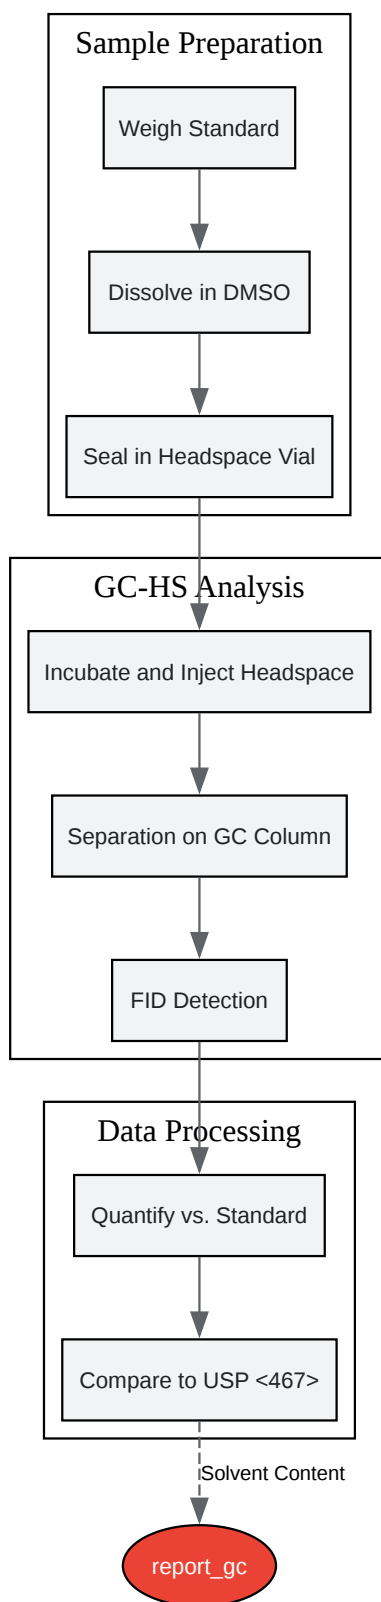 Sample Preparation
Weigh Standard
Dissolve in DMSO
Seal in Headspace Vial
GC-HS Analysis
Incubate and Inject Headspace
Separation on GC Column
FID Detection
Data Processing
Quantify vs. Standard
Compare to USP <467>
Solvent Content
report_gc